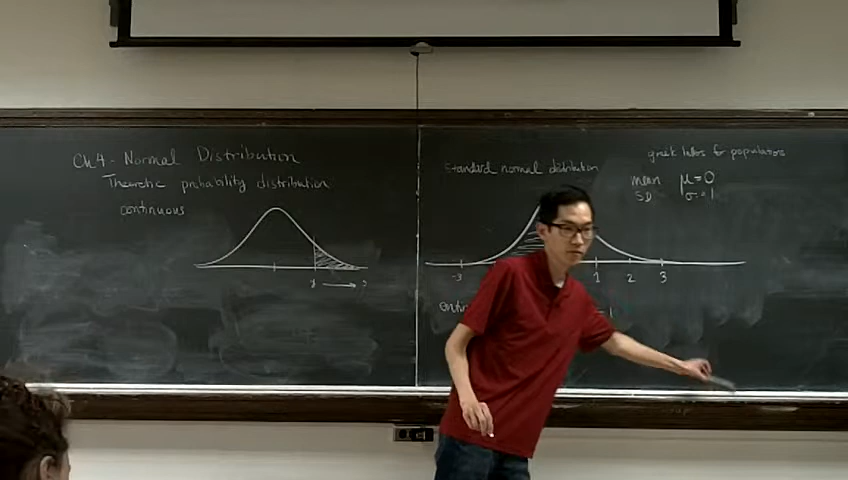 Ch 4 - Normal Distribution
Theoretic probability distribution
continuous
Standard normal distribution
greek letters for populations
mean μ = 0
SD σ = 1
-3 1 2 3
= 1